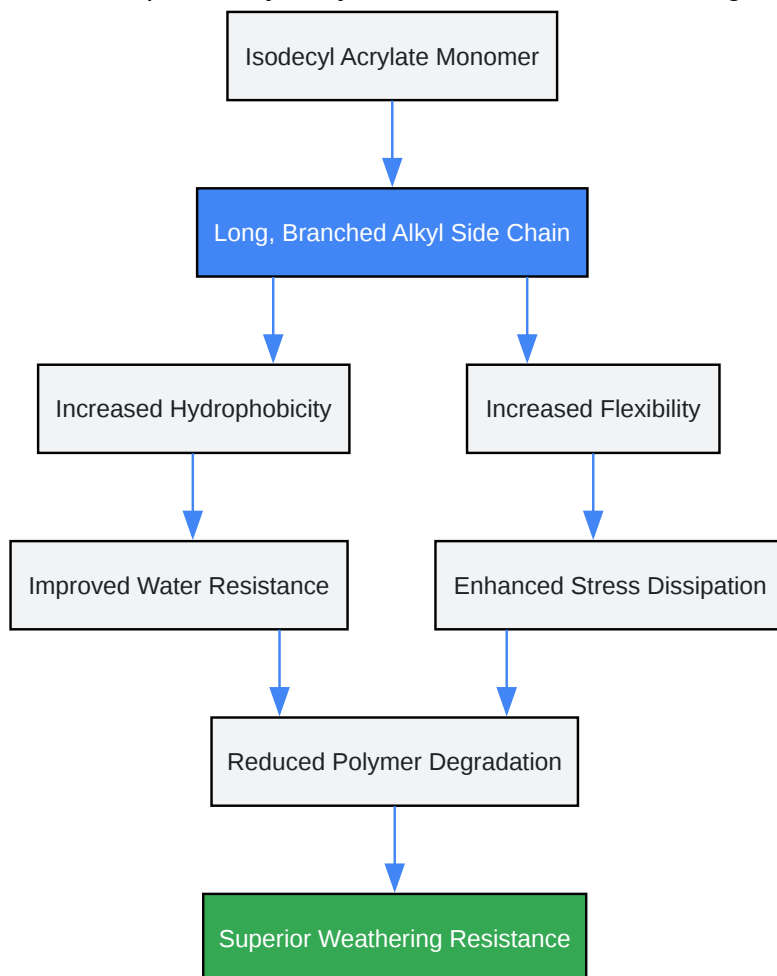 Isodecyl Acrylate Monomer
Long, Branched Alkyl Side Chain
Increased Hydrophobicity
Increased Flexibility
Improved Water Resistance
Enhanced Stress Dissipation
Reduced Polymer Degradation
Superior Weathering Resistance